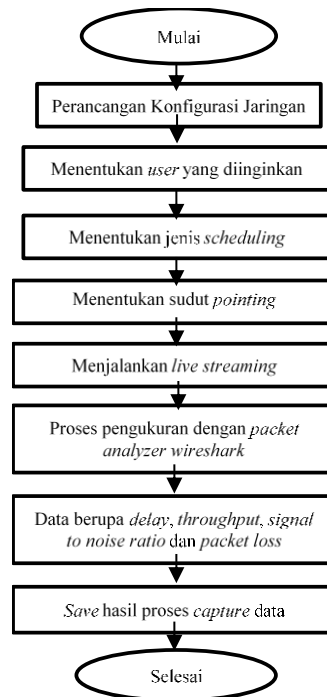 Mulai
Perancangan Konfigurasi Jaringan
Menentukan user yang diinginkan
Menentukan jenis scheduling
Menentukan sudut pointing
Menjalankan live streaming
Proses pengukuran dengan packet
analyzer wireshark
Data berupa delay, throughput, signal
to noise ratio dan packet loss
Save hasil proses capture data
Selesai